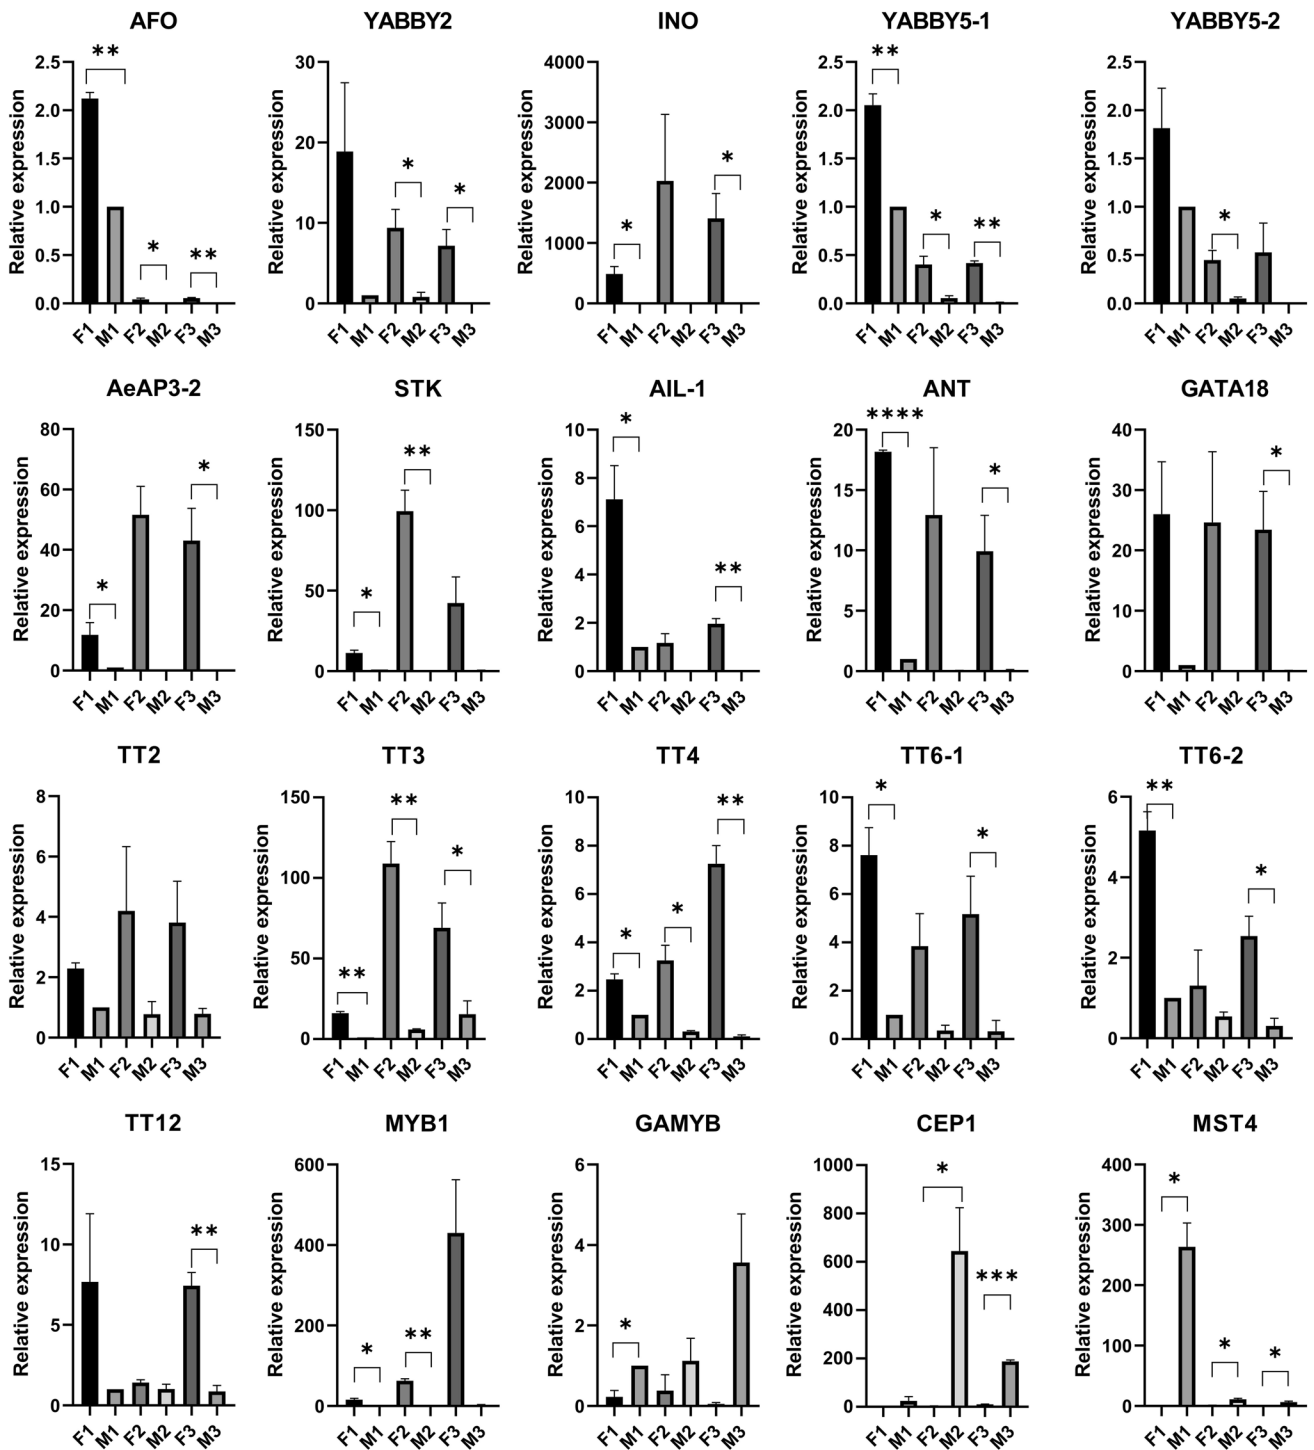 AFO YABBY2 INO YABBY5-1 YABBY5-2
Relative expression Relative expression Relative expression Relative expression Relative expression
2.5 30 4000 2.5 2.5
2.0 20 3000 2.0 2.0
1.5 10 2000 1.5 1.5
1.0 0 1000 1.0 1.0
0.5 0 0.5 0.5
0.0 0.0 0.0
** * ** * * * * ** * ** *
F1 M1 F2 M2 F3 M3 F1 M1 F2 M2 F3 M3 F1 M1 F2 M2 F3 M3 F1 M1 F2 M2 F3 M3 F1 M1 F2 M2 F3 M3
AeAP3-2 STK AIL-1 ANT GATA18
Relative expression Relative expression Relative expression Relative expression Relative expression
80 150 10 20 40
60 100 8 15 30
40 50 6 10 20
20 0 4 5 10
0 2 0 0
0
* * * ** * ** **** * *
F1 M1 F2 M2 F3 M3 F1 M1 F2 M2 F3 M3 F1 M1 F2 M2 F3 M3 F1 M1 F2 M2 F3 M3 F1 M1 F2 M2 F3 M3
TT2 TT3 TT4 TT6-1 TT6-2
Relative expression Relative expression Relative expression Relative expression Relative expression
8 150 10 10 6
6 100 8 8 4
4 50 6 6 2
2 0 4 4 0
0 2 2
0 0
** ** * * * ** * * ** *
F1 M1 F2 M2 F3 M3 F1 M1 F2 M2 F3 M3 F1 M1 F2 M2 F3 M3 F1 M1 F2 M2 F3 M3 F1 M1 F2 M2 F3 M3
TT12 MYB1 GAMYB CEP1 MST4
Relative expression Relative expression Relative expression Relative expression Relative expression
15 600 6 1000 400
10 400 4 800 300
5 200 2 600 200
0 0 0 400 100
200 0
0
** * ** * * *** * * *
F1 M1 F2 M2 F3 M3 F1 M1 F2 M2 F3 M3 F1 M1 F2 M2 F3 M3 F1 M1 F2 M2 F3 M3 F1 M1 F2 M2 F3 M3